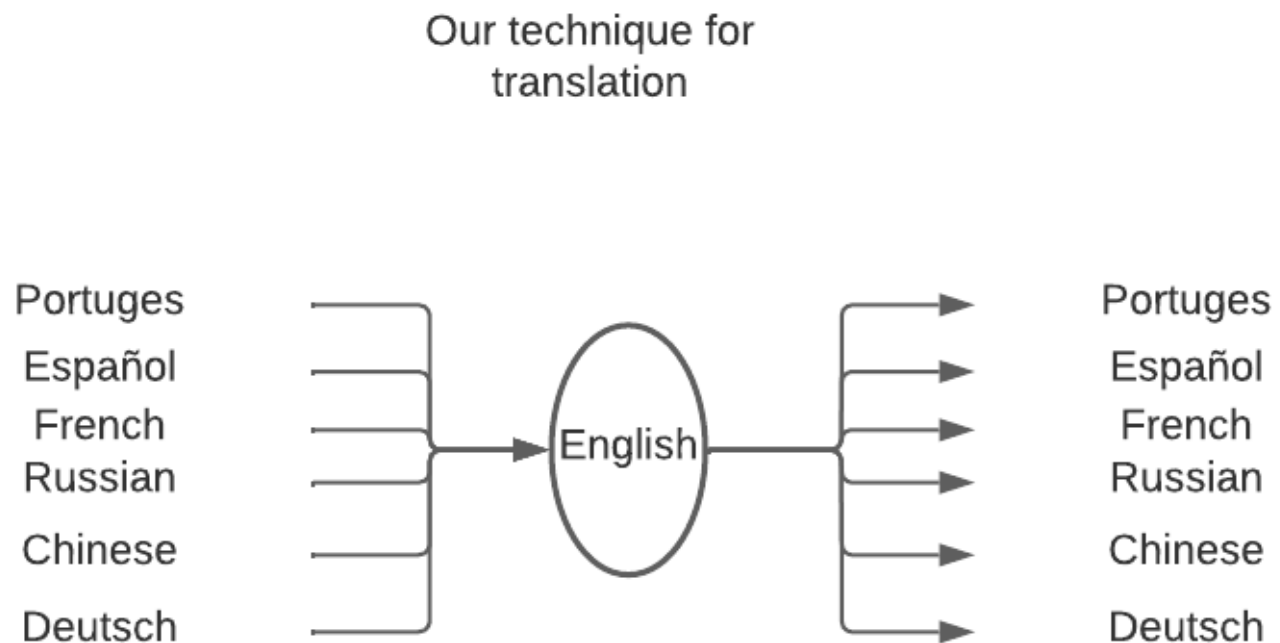 Our technique for
translation
Portuges
Español
French
Russian
Chinese
Deutsch
English
Portuges
Español
French
Russian
Chinese
Deutsch